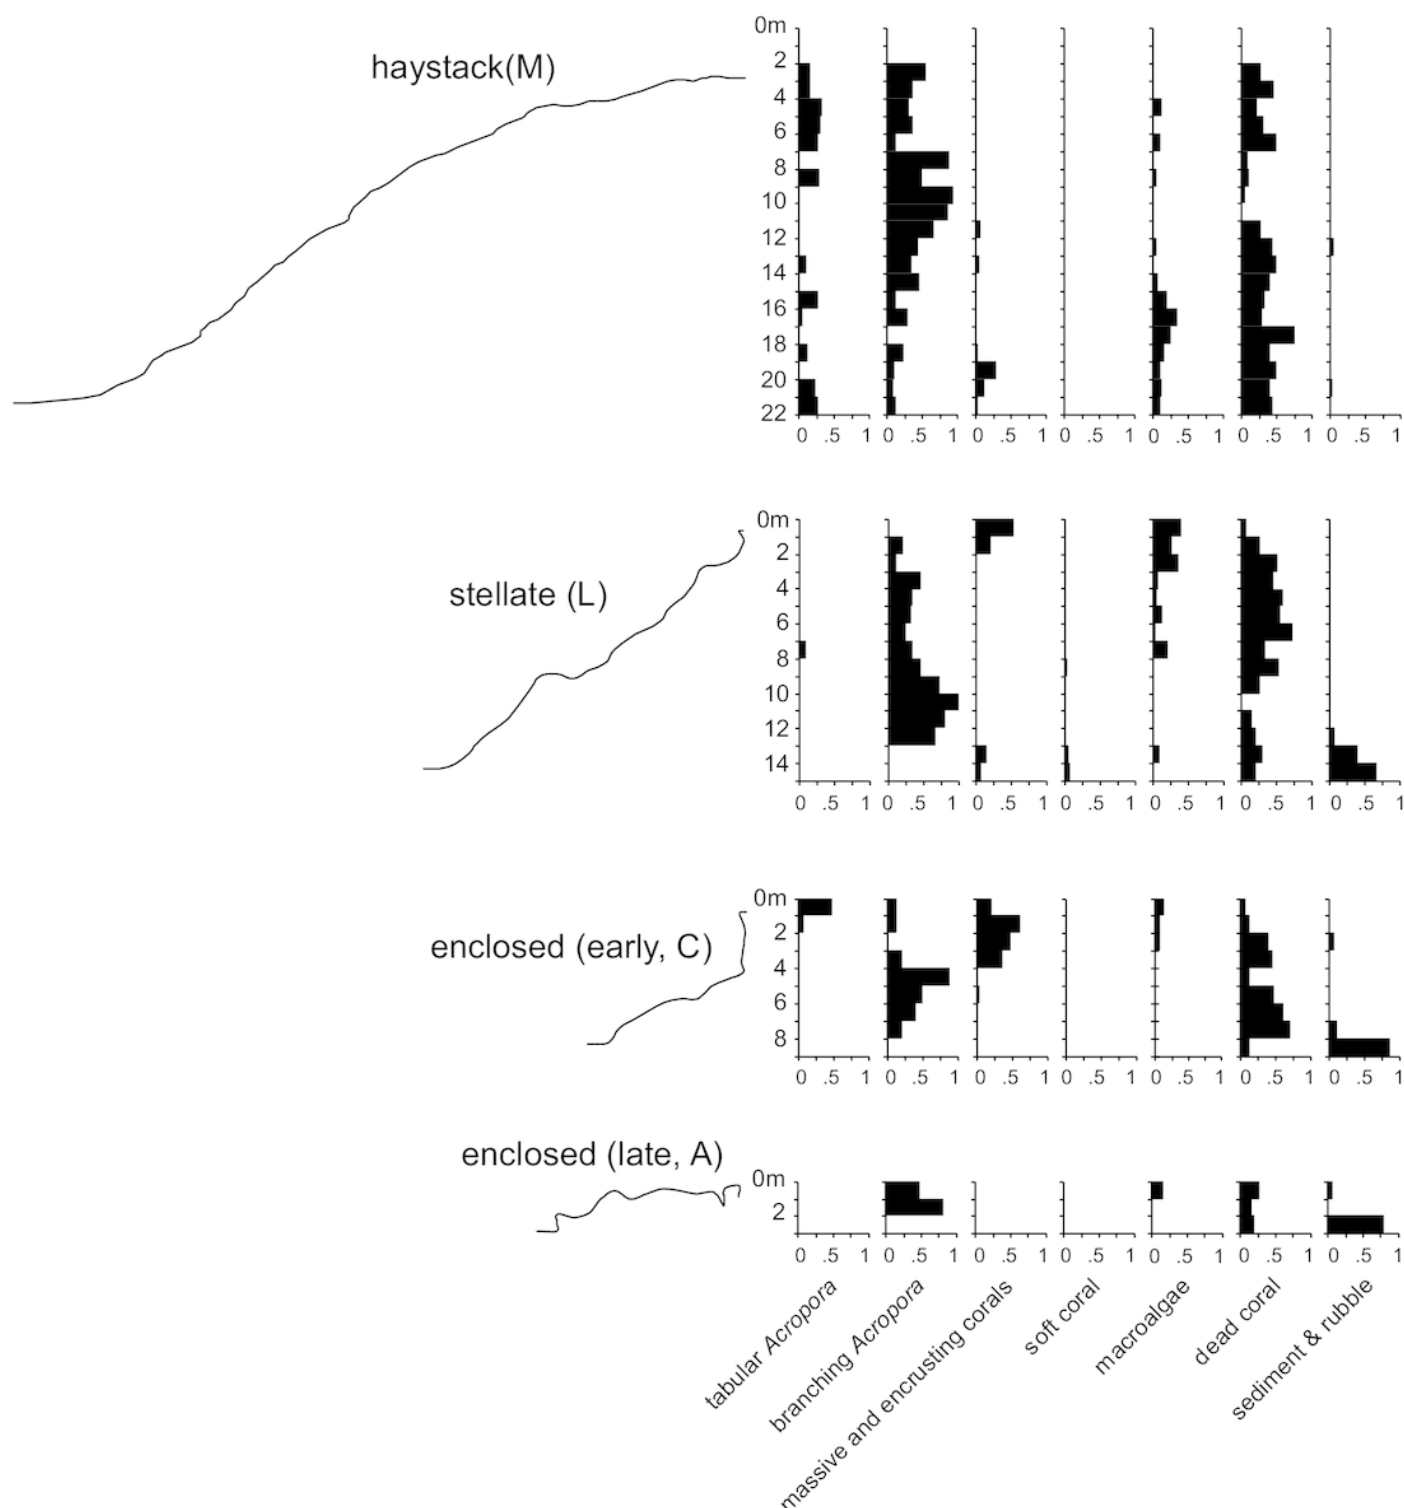 haystack(M)
0m
2
4
6
8
10
12
14
16
18
20
22
0 .5 1 0 .5 1 0 .5 1 0 .5 1 0 .5 1 0 .5 1 0 .5 1
stellate (L)
0m
2
4
6
8
10
12
14
0 .5 1 0 .5 1 0 .5 1 0 .5 1 0 .5 1 0 .5 1 0 .5 1
enclosed (early, C)
0m
2
4
6
8
0 .5 1 0 .5 1 0 .5 1 0 .5 1 0 .5 1 0 .5 1 0 .5 1
enclosed (late, A)
0m
2
0 .5 1 0 .5 1 0 .5 1 0 .5 1 0 .5 1 0 .5 1 0 .5 1
tabular Acropora
branching Acropora
massive and encrusting corals
soft coral
macroalgae
dead coral
sediment & rubble